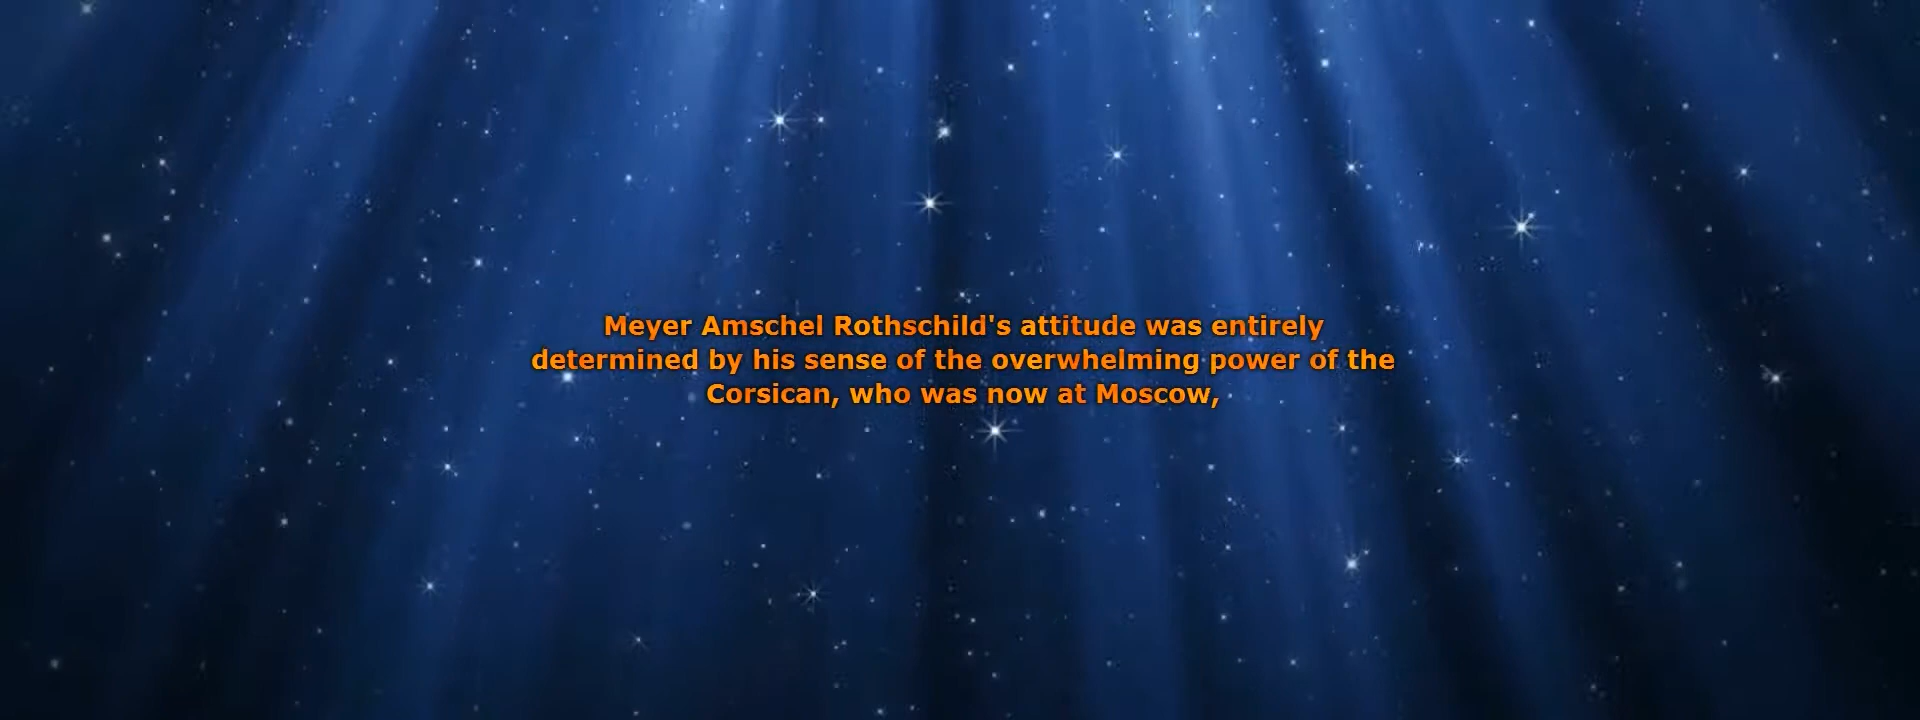 Meyer Amschel Rothschild's attitude was entirely
determined by his sense of the overwhelming power of the
Corsican, who was now at Moscow,